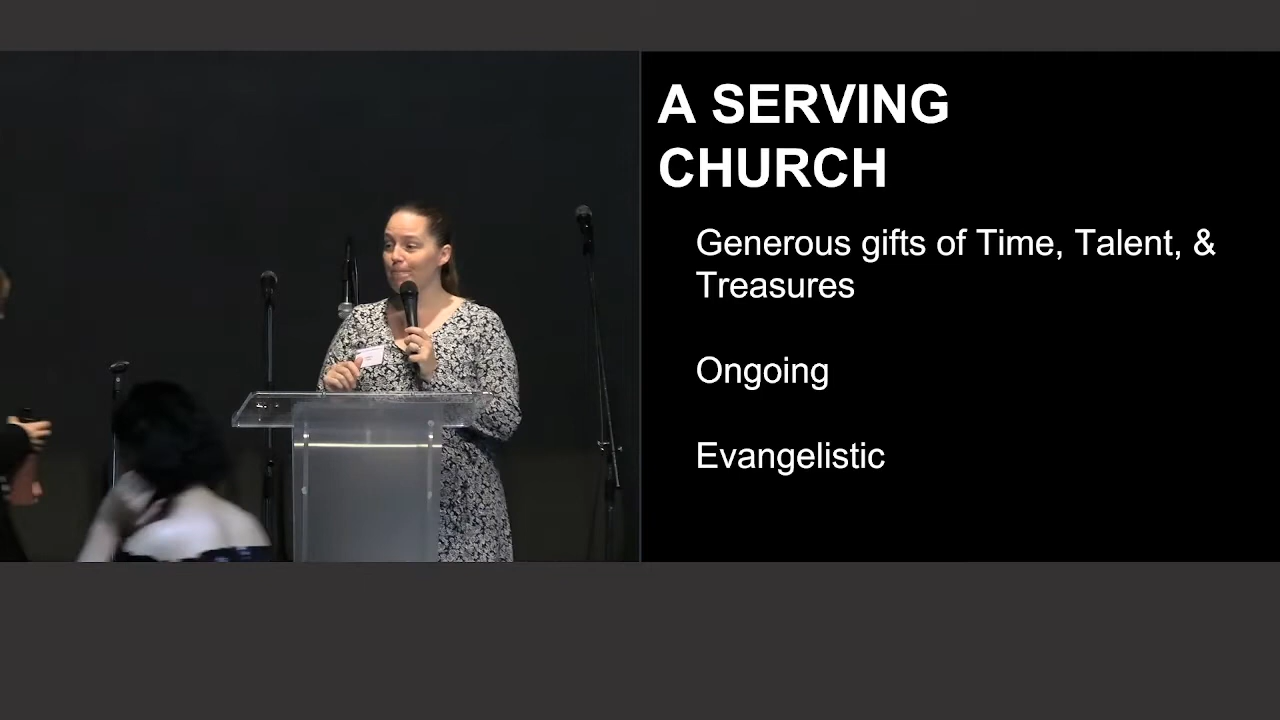 A SERVING
CHURCH
Generous gifts of Time, Talent, &
Treasures
Ongoing
Evangelistic